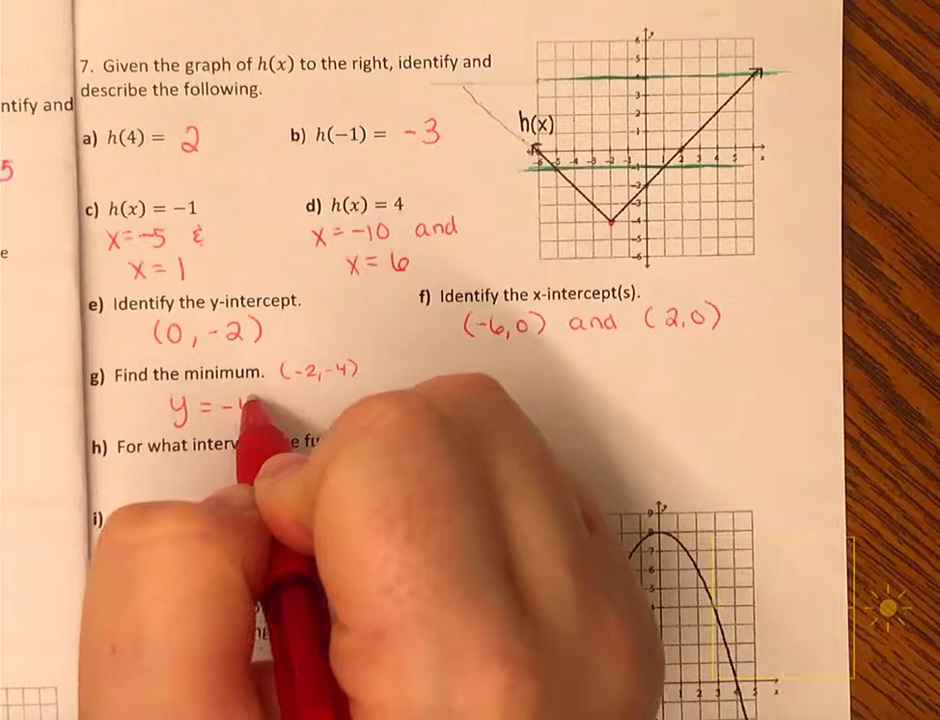 7. Given the graph of h(x) to the right, identify and
describe the following.
ntify and
a) h(4) = 2
b) h(-1) = -3
5
c) h(x) = -1
x=-5 &
x=1
d) h(x) = 4
x=-10 and
x=6
e
e) Identify the y-intercept.
(0,-2)
f) Identify the x-intercept(s).
(-6,0) and (2,0)
g) Find the minimum. (-2,-4)
y = -4
h) For what interv
e fu
i)
h(x)